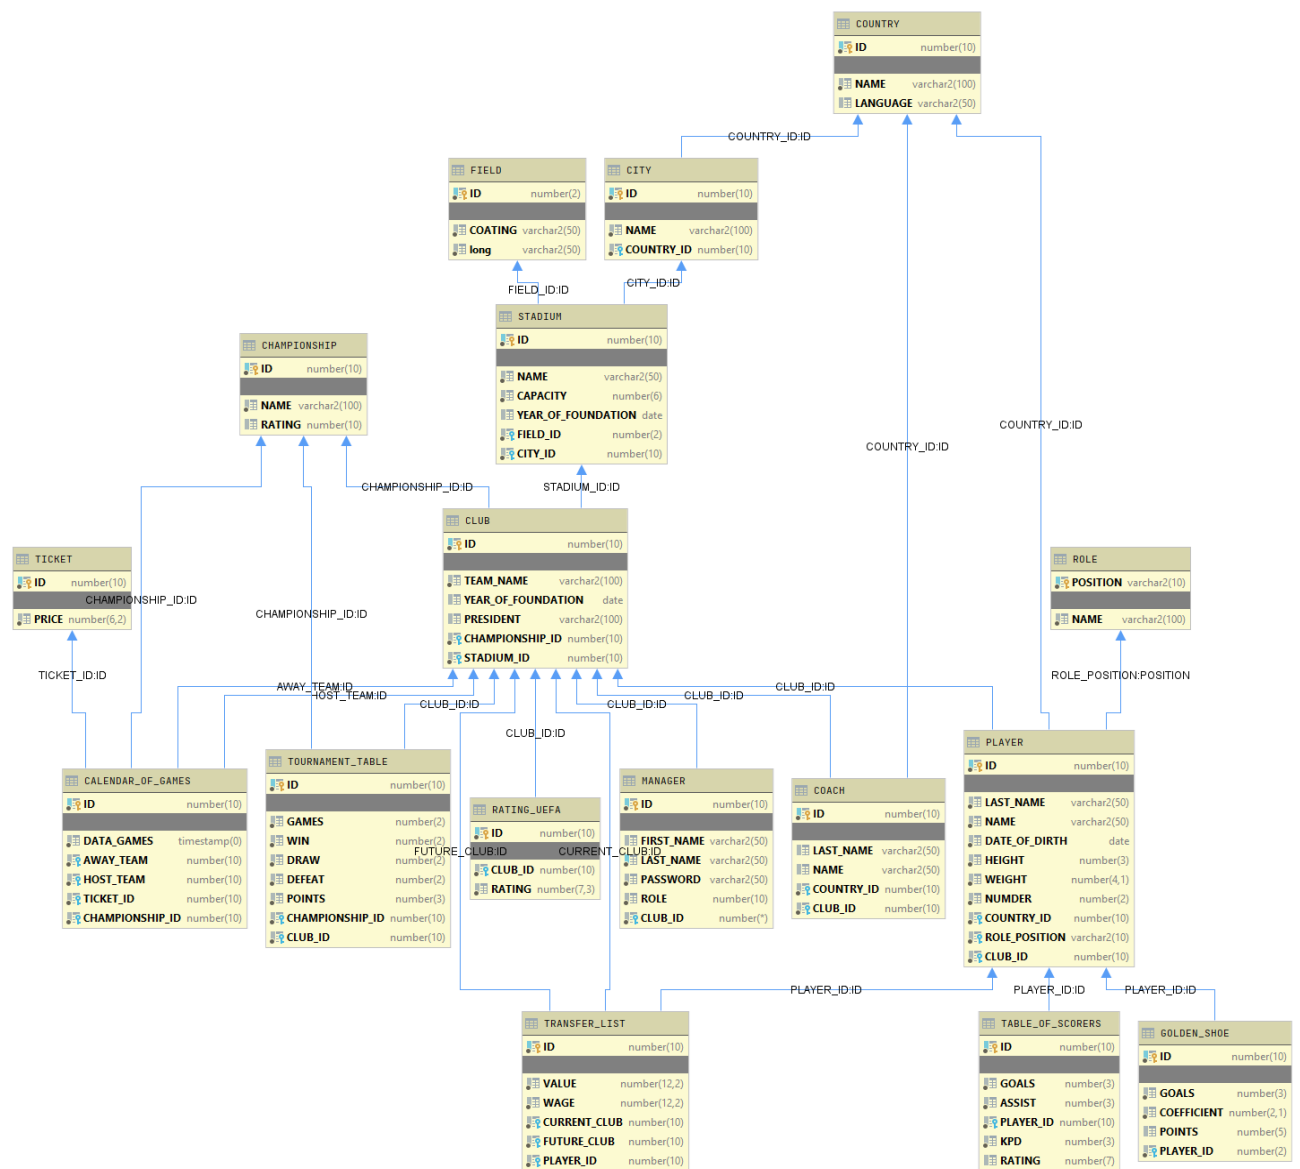 COUNTRY
ID number(10)
NAME varchar2(100)
LANGUAGE varchar2(50)
COUNTRY_ID:ID
FIELD
ID number(2)
COATING varchar2(50)
long varchar2(50)
CITY
ID number(10)
NAME varchar2(100)
COUNTRY_ID number(10)
FIELD_ID:ID
CITY_ID:ID
STADIUM
ID number(10)
NAME varchar2(50)
CAPACITY number(6)
YEAR_OF_FOUNDATION date
FIELD_ID number(2)
CITY_ID number(10)
CHAMPIONSHIP
ID number(10)
NAME varchar2(100)
RATING number(10)
COUNTRY_ID:ID
COUNTRY_ID:ID
CHAMPIONSHIP_ID:ID
STADIUM_ID:ID
CLUB
ID number(10)
TEAM_NAME varchar2(100)
YEAR_OF_FOUNDATION date
PRESIDENT varchar2(100)
CHAMPIONSHIP_ID number(10)
STADIUM_ID number(10)
TICKET
ID number(10)
PRICE number(6,2)
CHAMPIONSHIP_ID:ID
CHAMPIONSHIP_ID:ID
ROLE
POSITION varchar2(10)
NAME varchar2(100)
TICKET_ID:ID
AWAY_TEAM:ID
HOST_TEAM:ID
CLUB_ID:ID
CLUB_ID:ID
CLUB_ID:ID
CLUB_ID:ID
CLUB_ID:ID
ROLE_POSITION:POSITION
CALENDAR_OF_GAMES
ID number(10)
DATA_GAMES timestamp(0)
AWAY_TEAM number(10)
HOST_TEAM number(10)
TICKET_ID number(10)
CHAMPIONSHIP_ID number(10)
TOURNAMENT_TABLE
ID number(10)
GAMES number(2)
WIN number(2)
DRAW number(2)
DEFEAT number(2)
POINTS number(3)
CHAMPIONSHIP_ID number(10)
CLUB_ID number(10)
RATING_UEFA
ID number(10)
CLUB_ID number(10)
RATING number(7,3)
FUTURE_CLUB:ID
CURRENT_CLUB:ID
MANAGER
ID number(10)
FIRST_NAME varchar2(50)
LAST_NAME varchar2(50)
PASSWORD varchar2(50)
ROLE number(10)
CLUB_ID number(*)
COACH
ID number(10)
LAST_NAME varchar2(50)
NAME varchar2(50)
COUNTRY_ID number(10)
CLUB_ID number(10)
PLAYER
ID number(10)
LAST_NAME varchar2(50)
NAME varchar2(50)
DATE_OF_DIRTH date
HEIGHT number(3)
WEIGHT number(4,1)
NUMDER number(2)
COUNTRY_ID number(10)
ROLE_POSITION varchar2(10)
CLUB_ID number(10)
PLAYER_ID:ID
PLAYER_ID:ID
PLAYER_ID:ID
TRANSFER_LIST
ID number(10)
VALUE number(12,2)
WAGE number(12,2)
CURRENT_CLUB number(10)
FUTURE_CLUB number(10)
PLAYER_ID number(10)
TABLE_OF_SCORERS
ID number(10)
GOALS number(3)
ASSIST number(3)
PLAYER_ID number(10)
KPD number(3)
RATING number(7)
GOLDEN_SHOE
ID number(10)
GOALS number(3)
COEFFICIENT number(2,1)
POINTS number(5)
PLAYER_ID number(2)